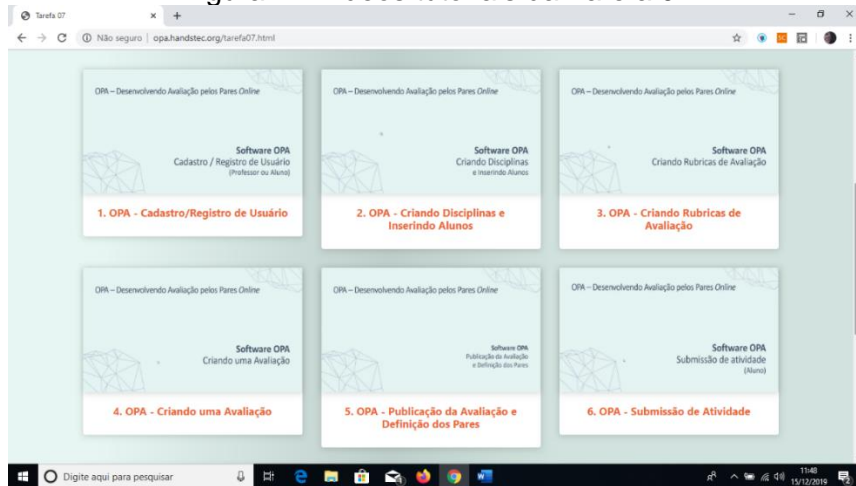 Tarefa 07
Não seguro
opa.handstec.org/tarefa07.html
OPA – Desenvolvendo Avaliação pelos Pares Online
Software OPA
Cadastro / Registro de Usuário
(Professor ou Aluno)
1. OPA - Cadastro/Registro de Usuário
OPA – Desenvolvendo Avaliação pelos Pares Online
Software OPA
Criando Disciplinas
e Inserindo Alunos
2. OPA - Criando Disciplinas e
Inserindo Alunos
OPA – Desenvolvendo Avaliação pelos Pares Online
Software OPA
Criando Rubricas de Avaliação
3. OPA - Criando Rubricas de
Avaliação
OPA – Desenvolvendo Avaliação pelos Pares Online
Software OPA
Criando uma Avaliação
4. OPA - Criando uma Avaliação
OPA – Desenvolvendo Avaliação pelos Pares Online
Software OPA
Publicação da Avaliação
e Definição dos Pares
5. OPA - Publicação da Avaliação e
Definição dos Pares
OPA – Desenvolvendo Avaliação pelos Pares Online
Software OPA
Submissão de atividade
(Aluno)
6. OPA - Submissão de Atividade
Digite aqui para pesquisar
11:48
15/12/2019